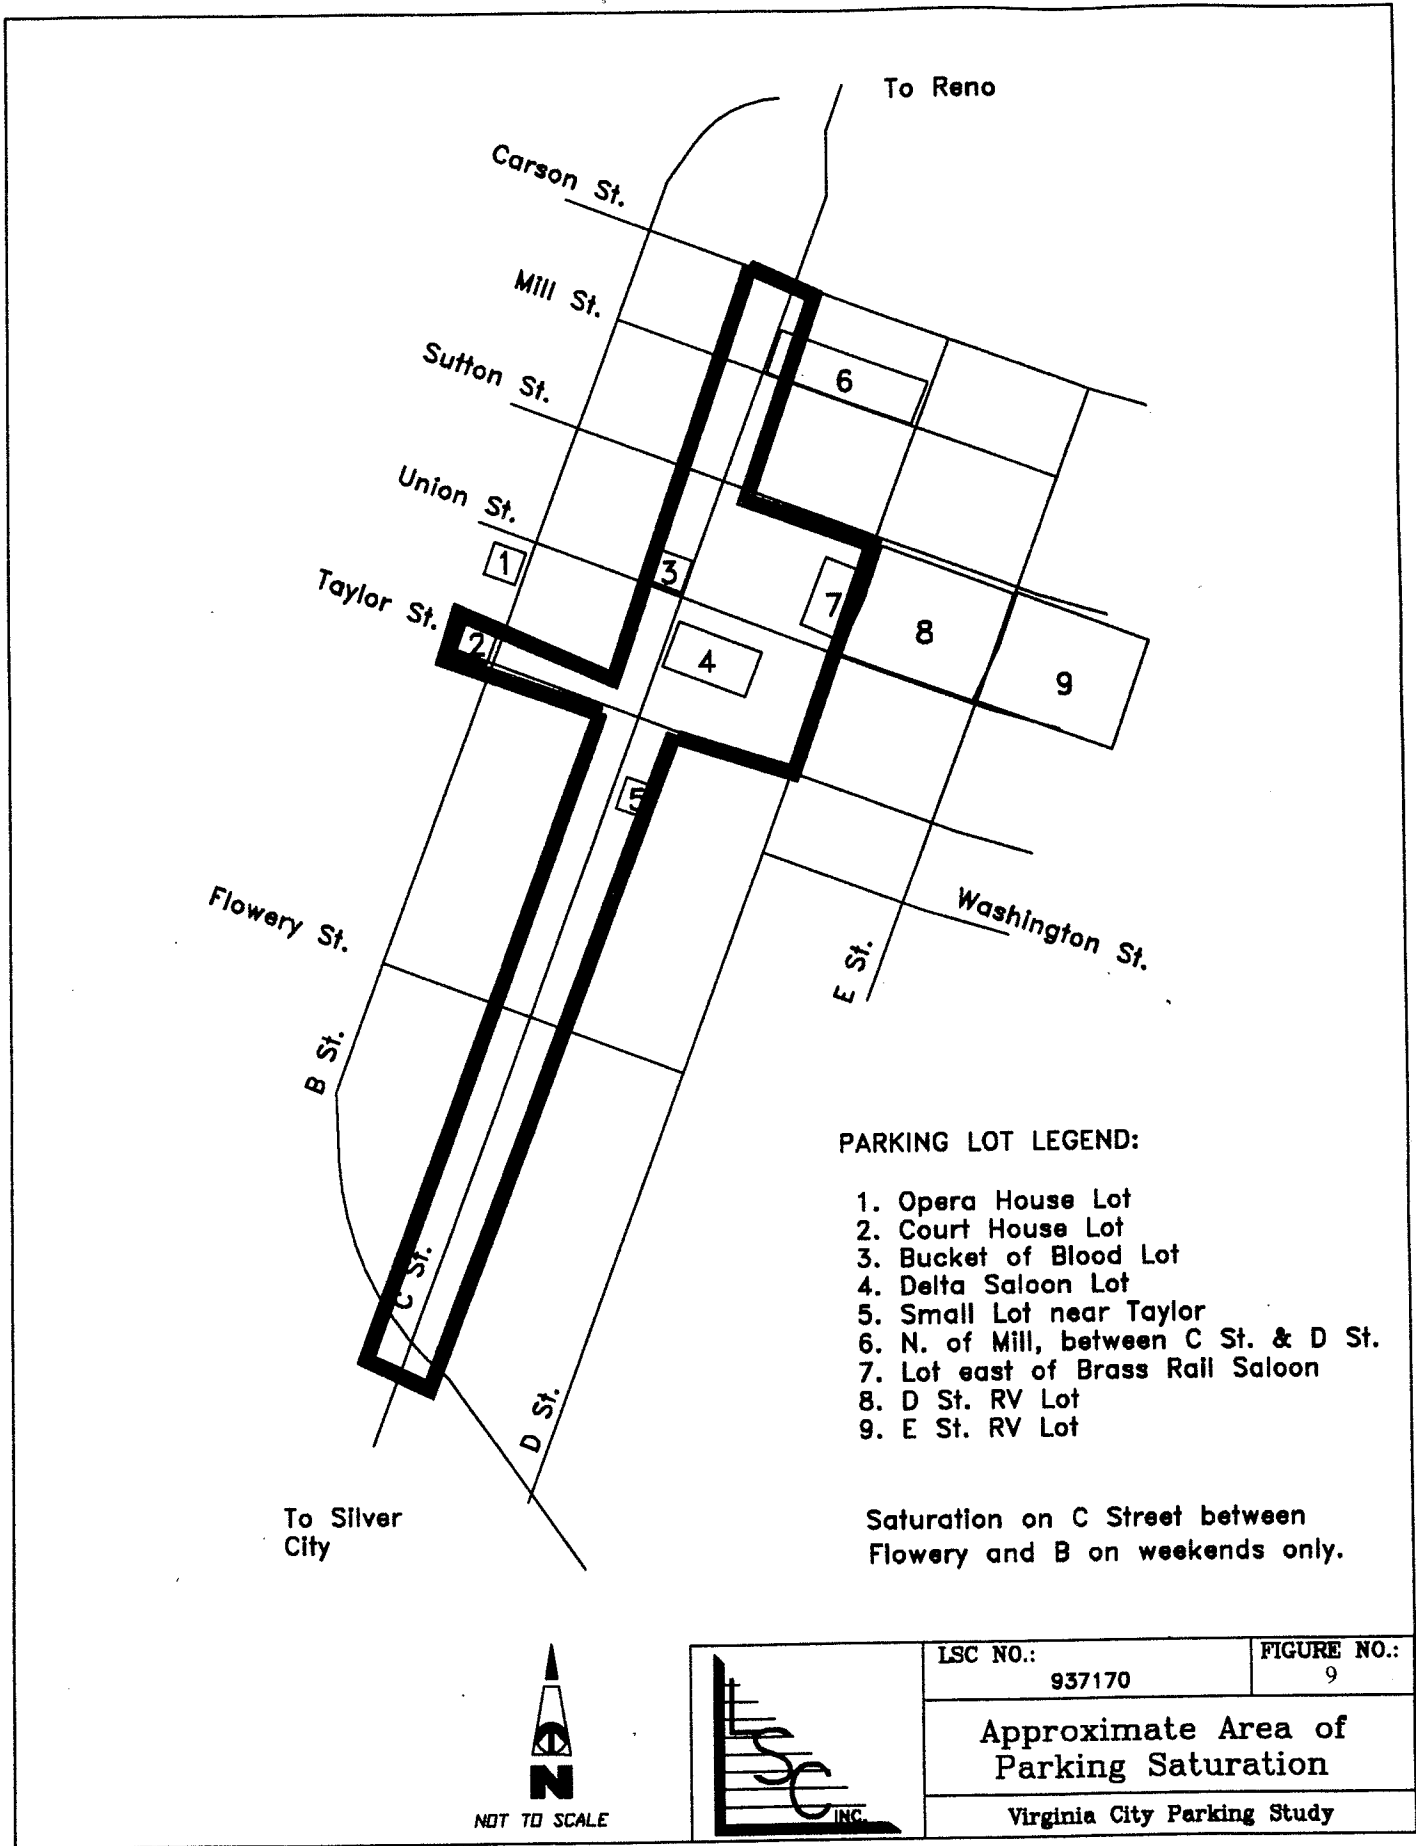 To Reno
Carson St.
Mill St.
Sutton St.
6
Union St.
1
3
Taylor St.
7
8
2
4
9
5
Washington St.
Flowery St.
E St.
B St.
PARKING LOT LEGEND:
1. Opera House Lot
2. Court House Lot
3. Bucket of Blood Lot
4. Delta Saloon Lot
5. Small Lot near Taylor
6. N. of Mill, between C St. & D St.
7. Lot east of Brass Rail Saloon
8. D St. RV Lot
9. E St. RV Lot
C St.
D St.
To Silver
City
Saturation on C Street between
Flowery and B on weekends only.
N
NOT TO SCALE
LSC
INC.
LSC NO.:
937170
FIGURE NO.:
9
Approximate Area of
Parking Saturation
Virginia City Parking Study